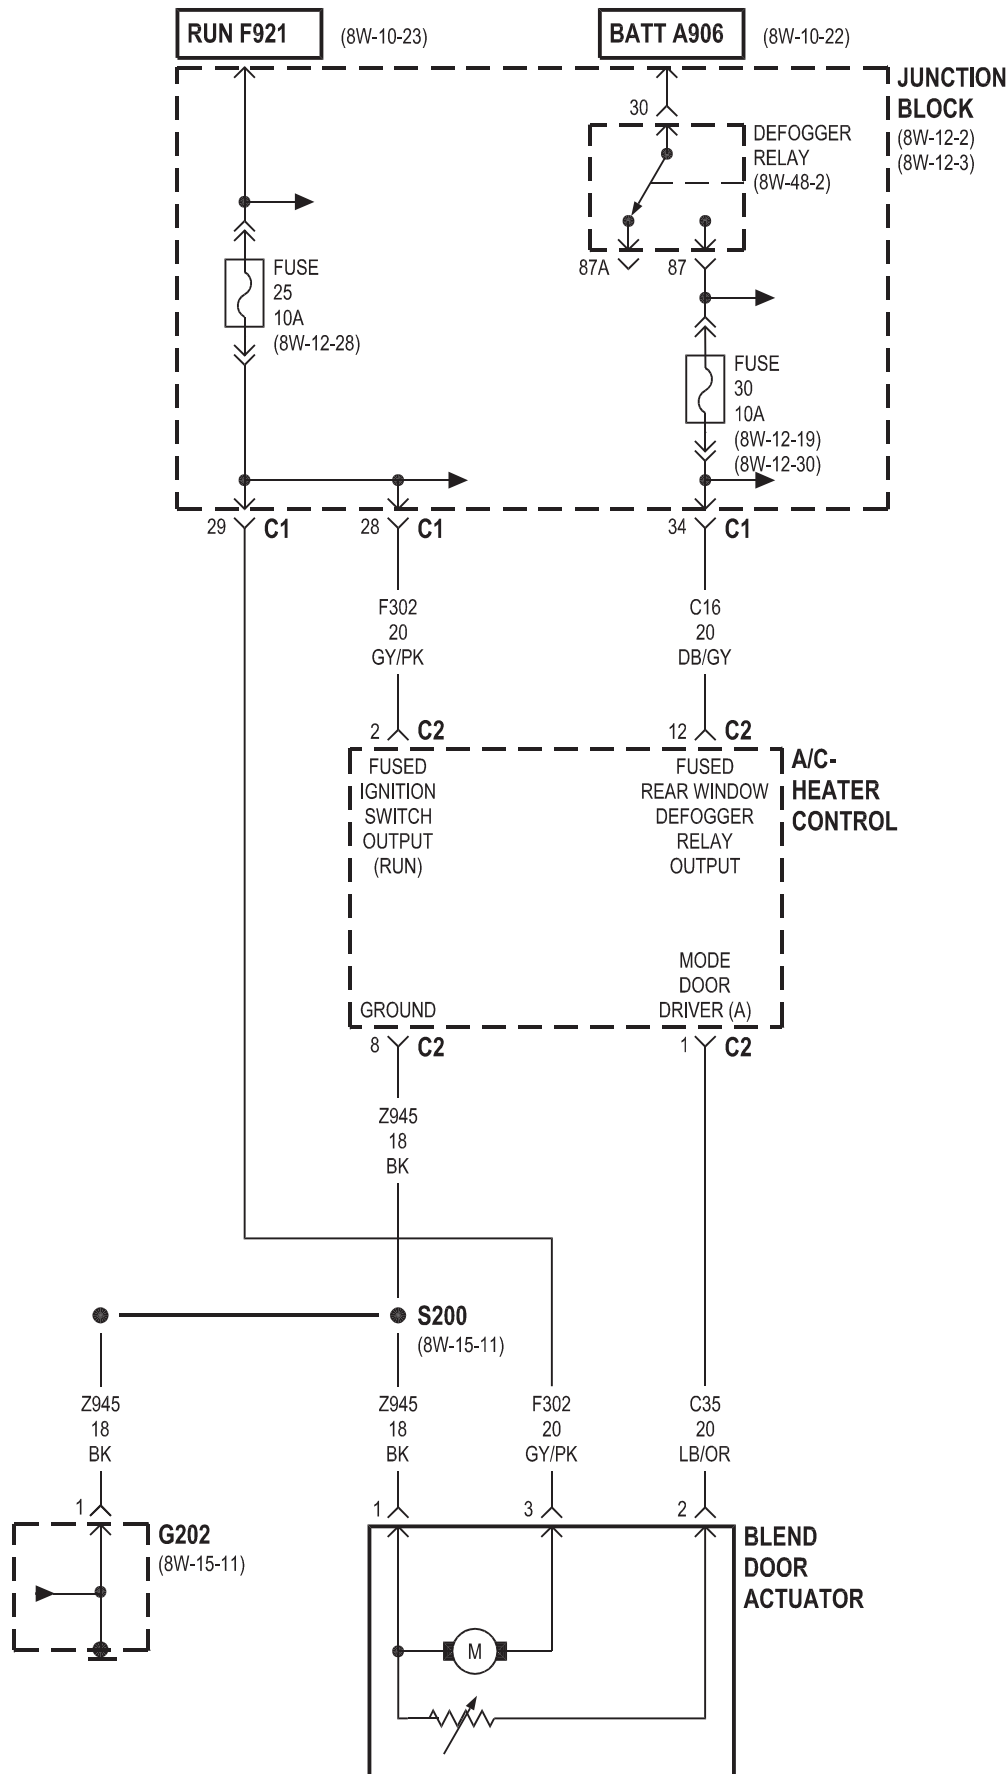 RUN F921
(8W-10-23)
BATT A906
(8W-10-22)
JUNCTION
BLOCK
(8W-12-2)
(8W-12-3)
30
DEFOGGER
RELAY
(8W-48-2)
87A
87
FUSE
25
10A
(8W-12-28)
FUSE
30
10A
(8W-12-19)
(8W-12-30)
29
C1
28
C1
34
C1
F302
20
GY/PK
C16
20
DB/GY
2
C2
12
C2
A/C-
HEATER
CONTROL
FUSED
IGNITION
SWITCH
OUTPUT
(RUN)
FUSED
REAR WINDOW
DEFOGGER
RELAY
OUTPUT
GROUND
MODE
DOOR
DRIVER (A)
8
C2
1
C2
Z945
18
BK
S200
(8W-15-11)
Z945
18
BK
Z945
18
BK
F302
20
GY/PK
C35
20
LB/OR
1
1
3
2
G202
(8W-15-11)
BLEND
DOOR
ACTUATOR
M